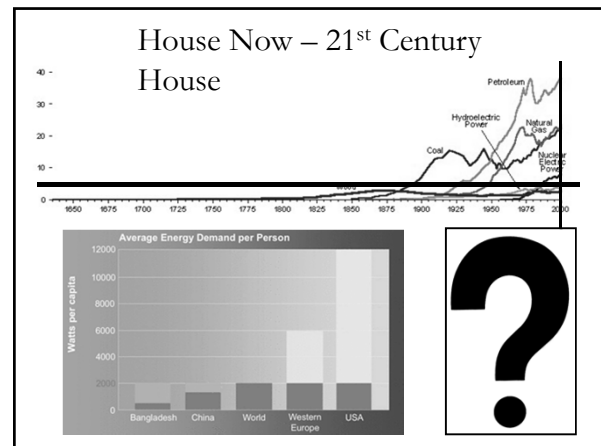 House Now – 21st Century
House
40
30
20
10
0
Petroleum
Hydroelectric
Power
Natural
Gas
Coal
Nuclear
Electric
Power
1650
1675
1700
1725
1750
1775
1800
1825
1850
1875
1900
1925
1950
1975
2000
Average Energy Demand per Person
Watts per capita
12000
10000
8000
6000
4000
2000
0
Bangladesh
China
World
Western
Europe
USA
?